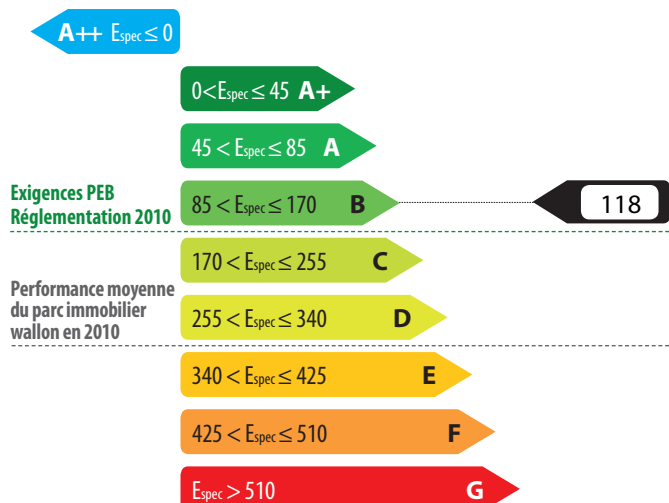 A++ Espec ≤ 0
0<Espec ≤ 45 A+
45 < Espec ≤ 85 A
Exigences PEB
Réglementation 2010
85 < Espec ≤ 170 B
118
170 < Espec ≤ 255 C
Performance moyenne
du parc immobilier
wallon en 2010
255 < Espec ≤ 340 D
340 < Espec ≤ 425 E
425 < Espec ≤ 510 F
Espec > 510 G